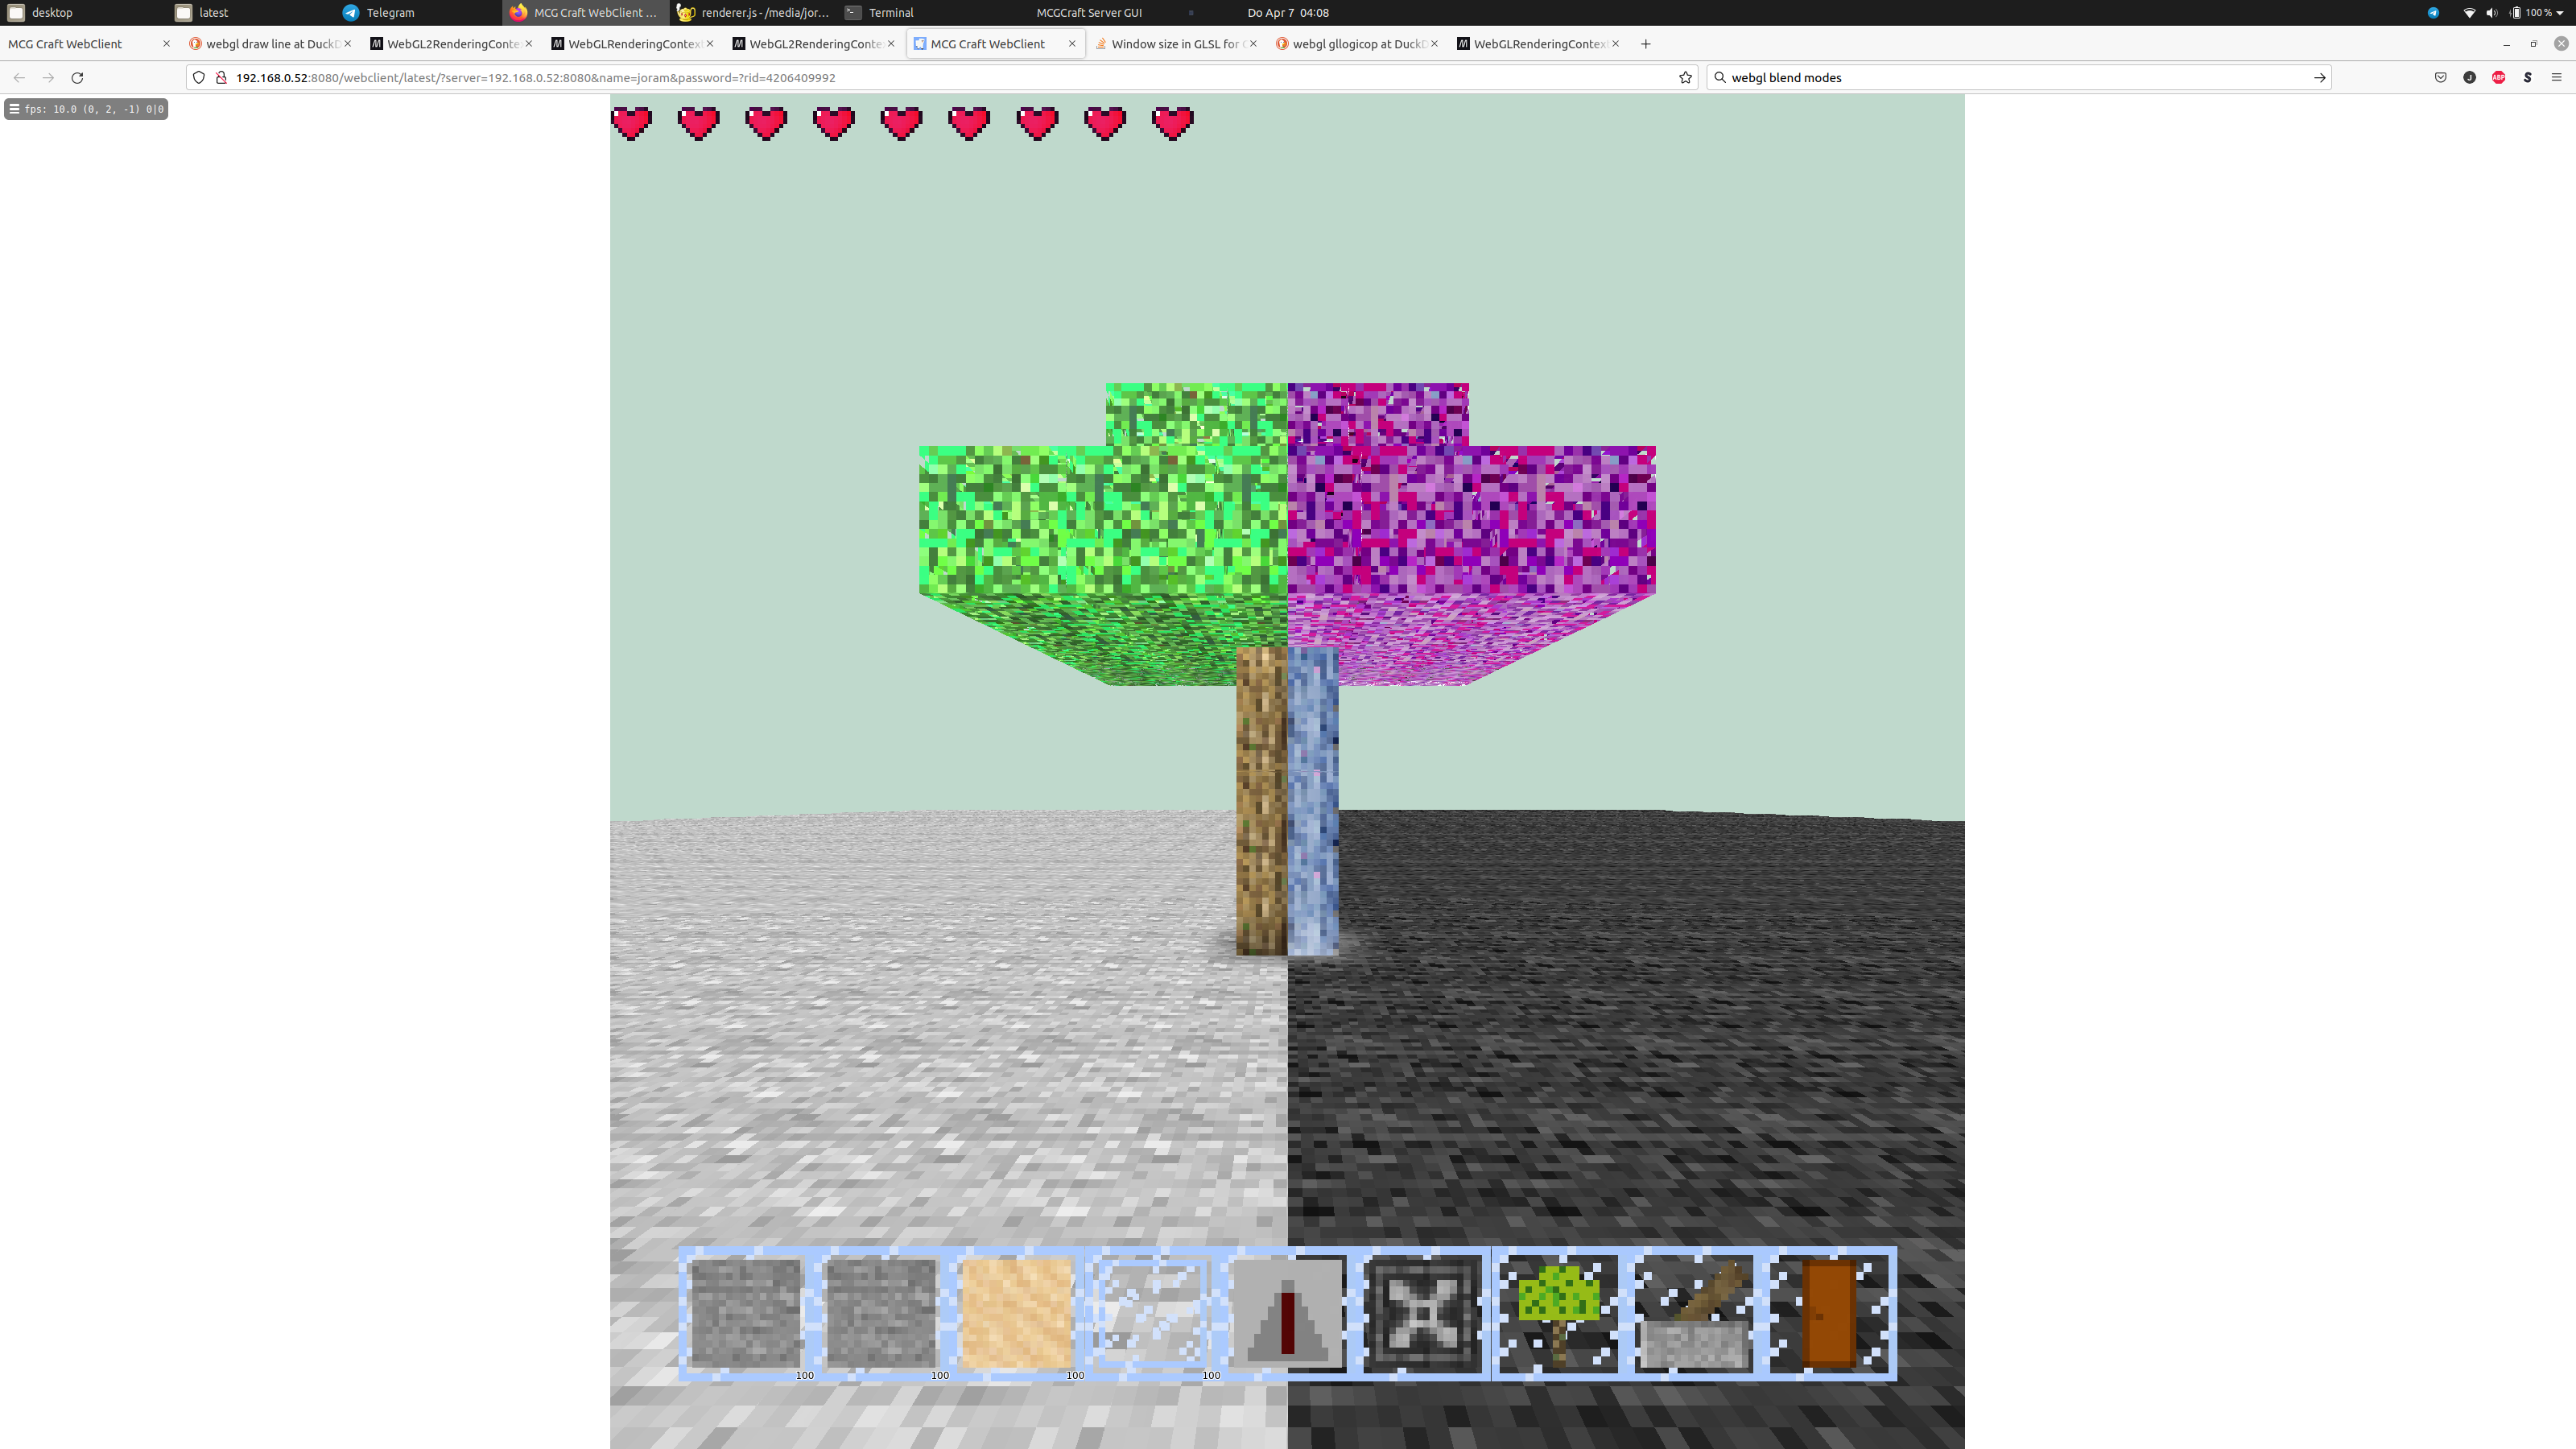 desktop
latest
Telegram
MCG Craft WebClient ...
renderer.js - /media/jor...
Terminal
MCGCraft Server GUI
Do Apr 7 04:08
100 %
MCG Craft WebClient
webgl draw line at DuckD
WebGL2RenderingConte
WebGLRenderingContext
WebGL2RenderingConte
MCG Craft WebClient
Window size in GLSL for
webgl gllogicop at DuckD
WebGLRenderingContext
192.168.0.52:8080/webclient/latest/?server=192.168.0.52:8080&name=joram&password=?rid=4206409992
webgl blend modes
J
ABP
S
fps: 10.0 (0, 2, -1) 0|0
100
100
100
100